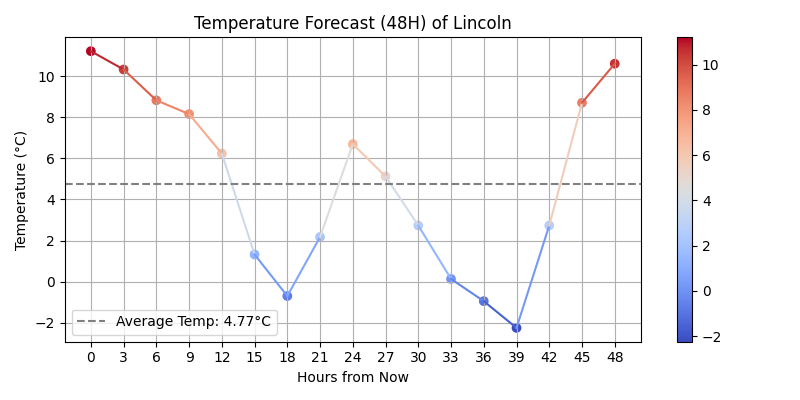 Temperature Forecast (48H) of Lincoln
Temperature (°C)
10
8
6
4
2
0
−2
Average Temp: 4.77°C
0 3 6 9 12 15 18 21 24 27 30 33 36 39 42 45 48
Hours from Now
10
8
6
4
2
0
−2